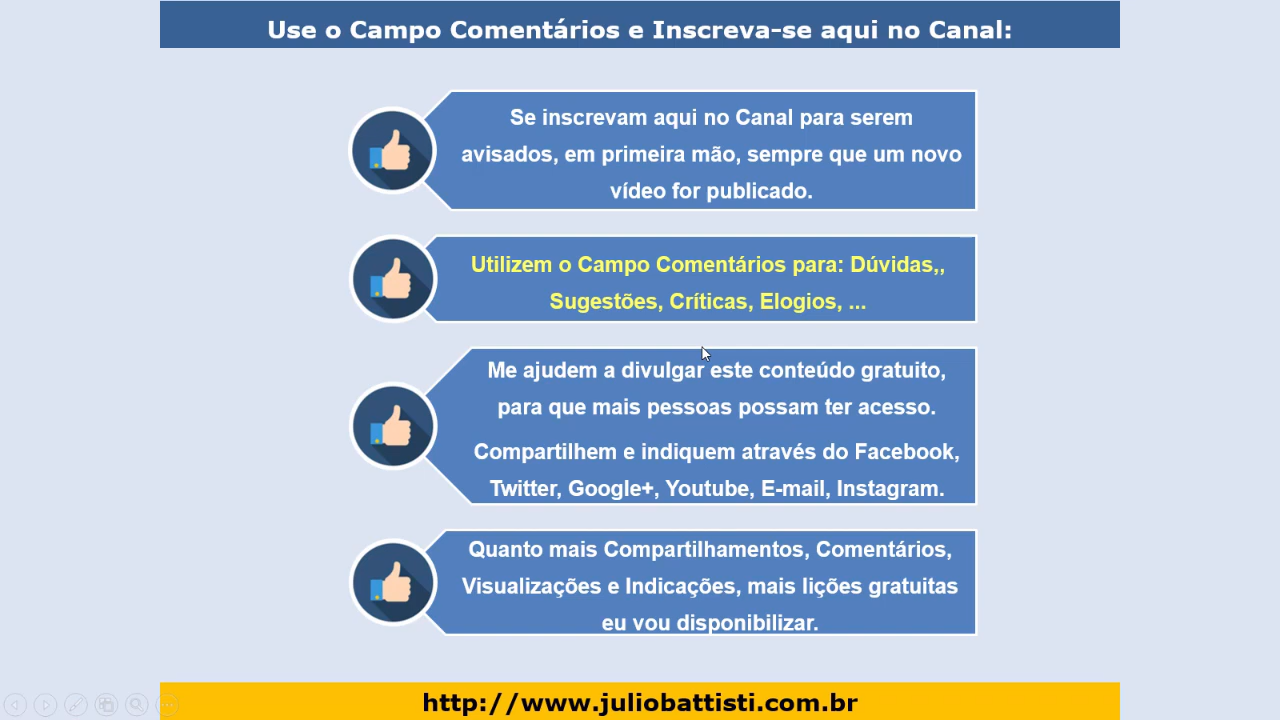 Use o Campo Comentários e Inscreva-se aqui no Canal:
Se inscrevam aqui no Canal para serem
avisados, em primeira mão, sempre que um novo
vídeo for publicado.
Utilizem o Campo Comentários para: Dúvidas,,
Sugestões, Críticas, Elogios, ...
Me ajudem a divulgar este conteúdo gratuito,
para que mais pessoas possam ter acesso.
Compartilhem e indiquem através do Facebook,
Twitter, Google+, Youtube, E-mail, Instagram.
Quanto mais Compartilhamentos, Comentários,
Visualizações e Indicações, mais lições gratuitas
eu vou disponibilizar.
http://www.juliobattisti.com.br